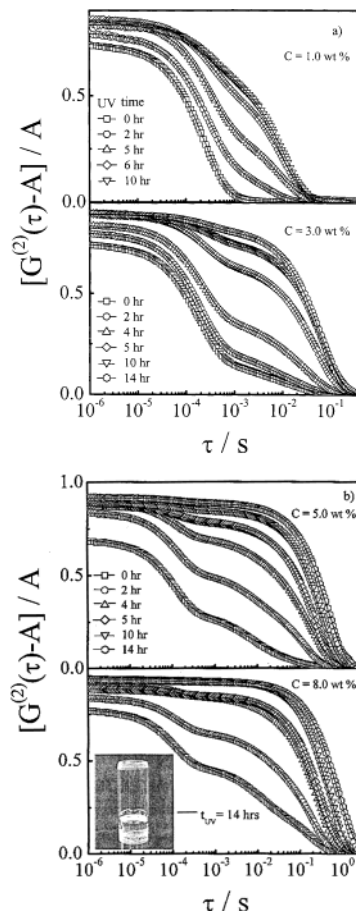 a)
C = 1.0 wt %
0.5
UV time
0 hr
2 hr
5 hr
6 hr
10 hr
0.0
[G(2)(τ)-A] / A
C = 3.0 wt %
0.5
0 hr
2 hr
4 hr
5 hr
10 hr
14 hr
0.0
10-6 10-5 10-4 10-3 10-2 10-1
τ / s
1.0
b)
C = 5.0 wt %
0.5
0 hr
2 hr
4 hr
5 hr
10 hr
14 hr
0.0
[G(2)(τ)-A] / A
C = 8.0 wt %
0.5
tUV = 14 hrs
0.0
10-6 10-5 10-4 10-3 10-2 10-1 100
τ / s